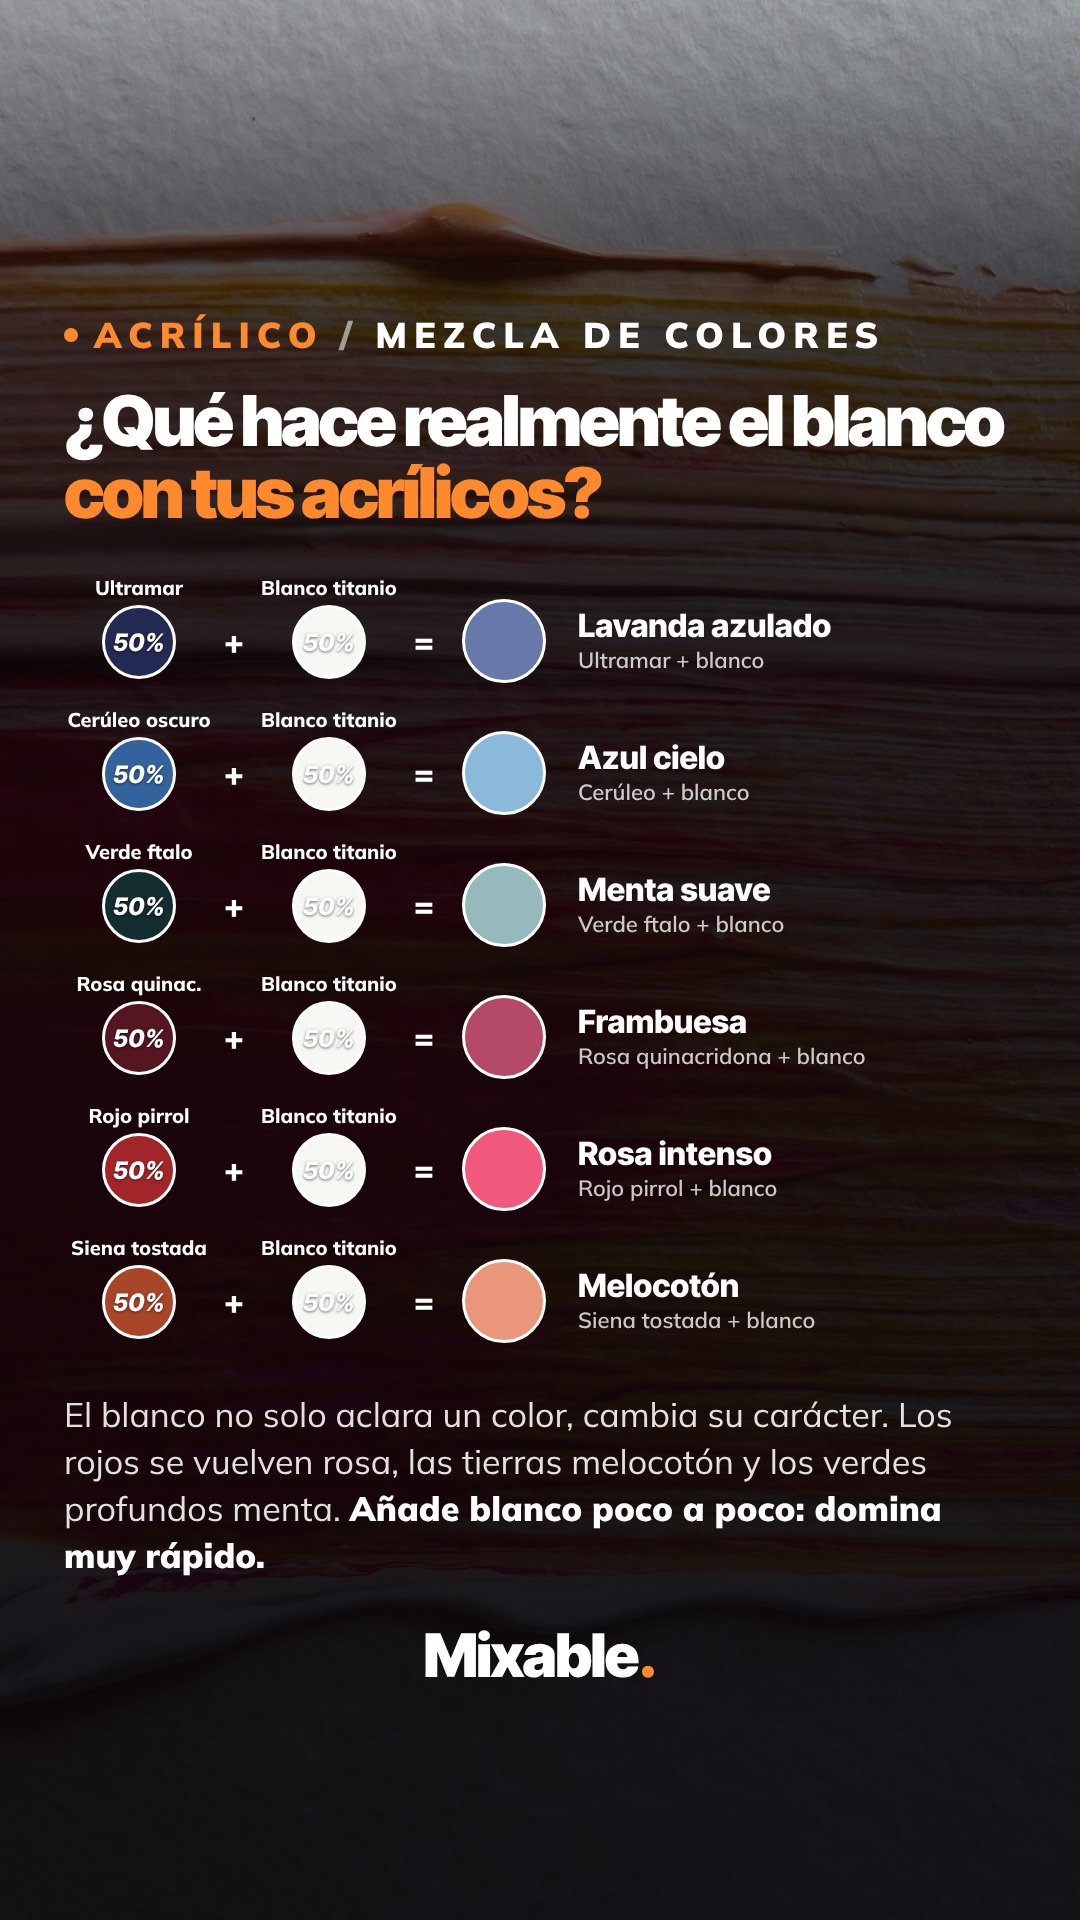 • ACRÍLICO / MEZCLA DE COLORES
¿Qué hace realmente el blanco
con tus acrílicos?
Ultramar Blanco titanio
50% + 50% = Lavanda azulado
Ultramar + blanco
Cerúleo oscuro Blanco titanio
50% + 50% = Azul cielo
Cerúleo + blanco
Verde ftalo Blanco titanio
50% + 50% = Menta suave
Verde ftalo + blanco
Rosa quinac. Blanco titanio
50% + 50% = Frambuesa
Rosa quinacridona + blanco
Rojo pirrol Blanco titanio
50% + 50% = Rosa intenso
Rojo pirrol + blanco
Siena tostada Blanco titanio
50% + 50% = Melocotón
Siena tostada + blanco
El blanco no solo aclara un color, cambia su carácter. Los
rojos se vuelven rosa, las tierras melocotón y los verdes
profundos menta. Añade blanco poco a poco: domina
muy rápido.
Mixable.